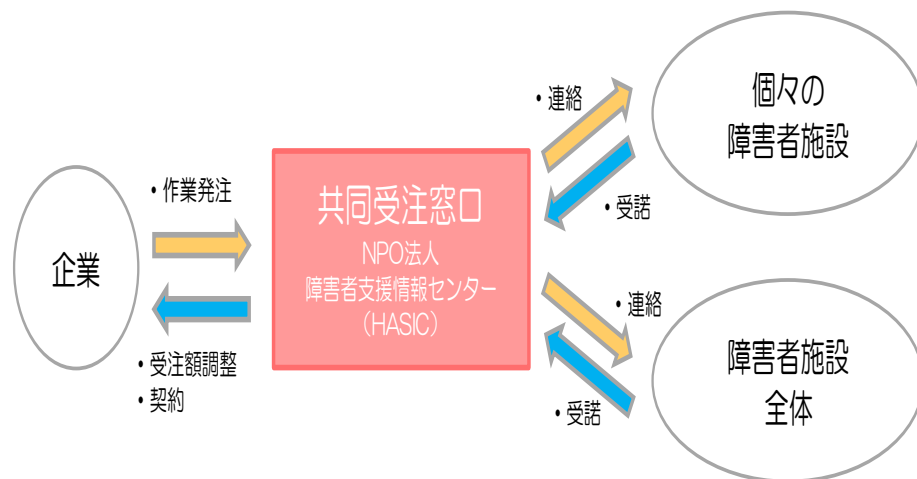 企業
・作業発注
・受注額調整
・契約
共同受注窓口
NPO法人
障害者支援情報センター
（HASIC）
・連絡
・受諾
個々の
障害者施設
・連絡
・受諾
障害者施設
全体